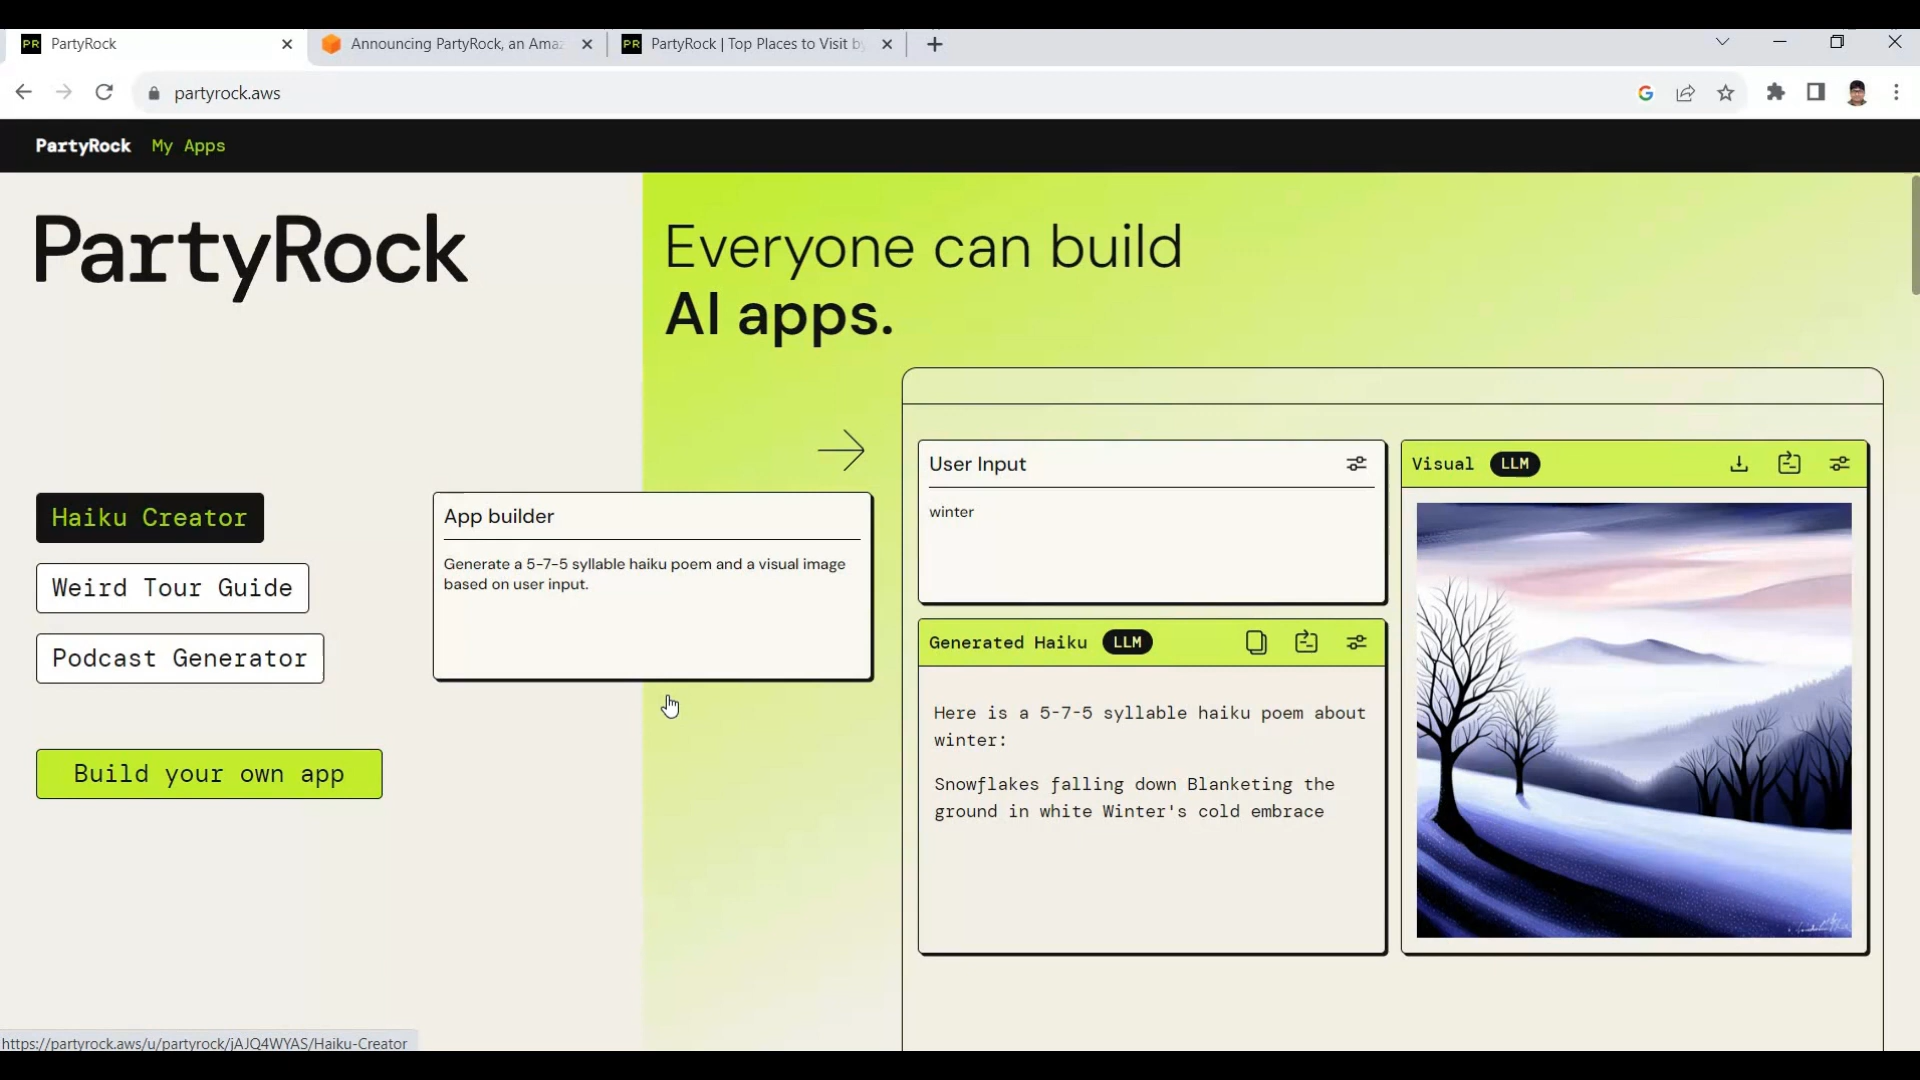 PartyRock
Announcing PartyRock, an Amaz
PartyRock | Top Places to Visit by
partyrock.aws
PartyRock My Apps
PartyRock
Everyone can build
AI apps.
Haiku Creator
Weird Tour Guide
Podcast Generator
Build your own app
App builder
Generate a 5-7-5 syllable haiku poem and a visual image
based on user input.
User Input
winter
Generated Haiku LLM
Here is a 5-7-5 syllable haiku poem about
winter:
Snowflakes falling down Blanketing the
ground in white Winter's cold embrace
Visual LLM
https://partyrock.aws/u/partyrock/jAJQ4WYAS/Haiku-Creator